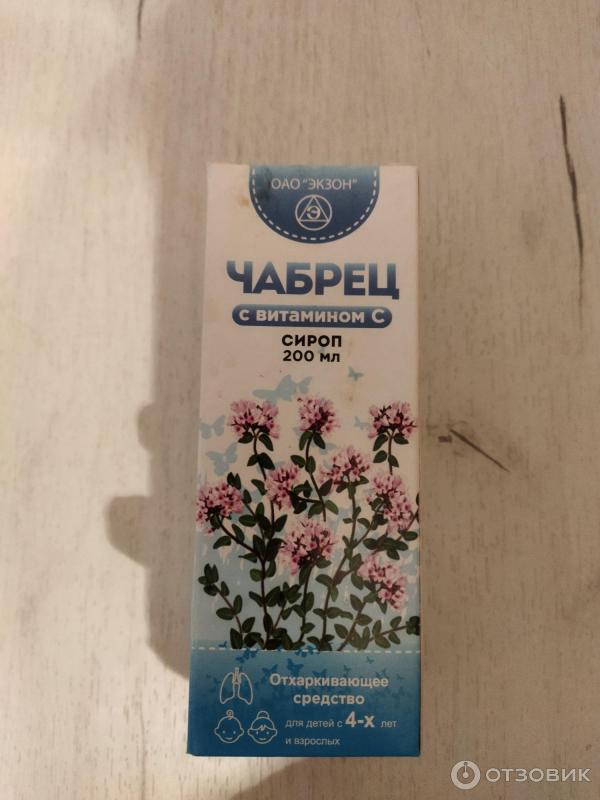 ОАО "ЭКЗОН"
Э
ЧАБРЕЦ
с витамином С
СИРОП
200 мл
Отхаркивающее
средство
для детей с 4-х лет
и взрослых
ОТЗОВИК